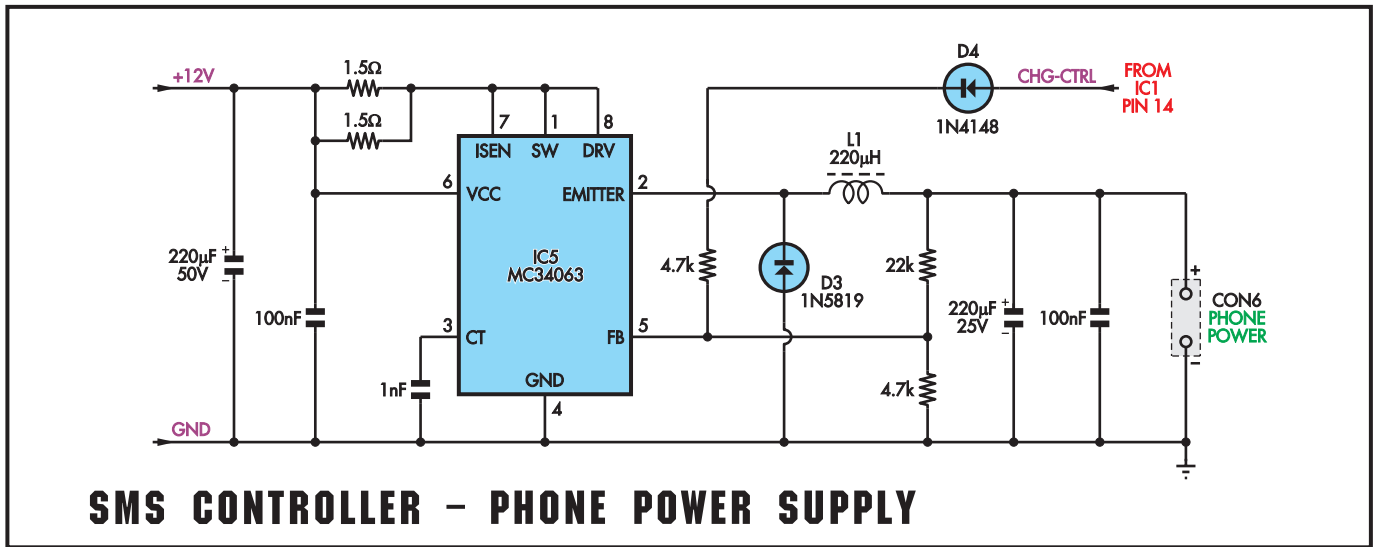 +12V
1.5Ω
1.5Ω
D4
1N4148
CHG-CTRL
FROM
IC1
PIN 14
7
1
8
ISEN
SW
DRV
6
VCC
EMITTER
2
L1
220µH
IC5
MC34063
220µF
50V
+
–
100nF
4.7k
D3
1N5819
22k
220µF
25V
+
–
100nF
+
CON6
PHONE
POWER
–
3
CT
FB
5
1nF
GND
4
4.7k
GND
SMS CONTROLLER – PHONE POWER SUPPLY